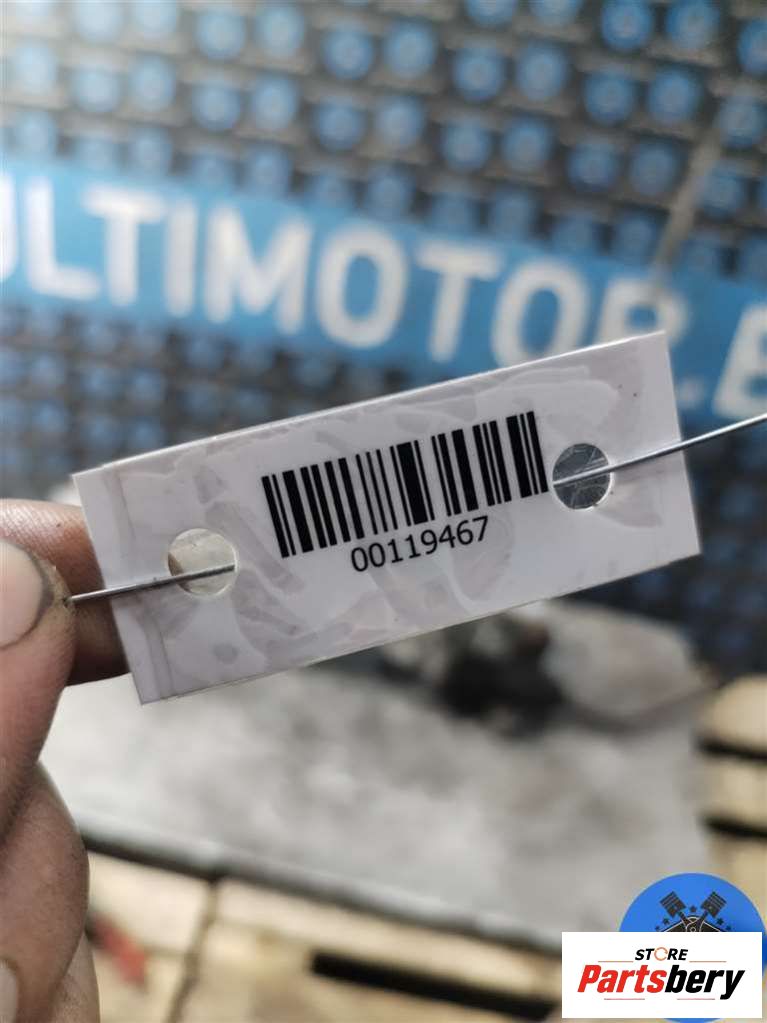 ULTIMOTOR.B
00119467
STORE
Partsbery